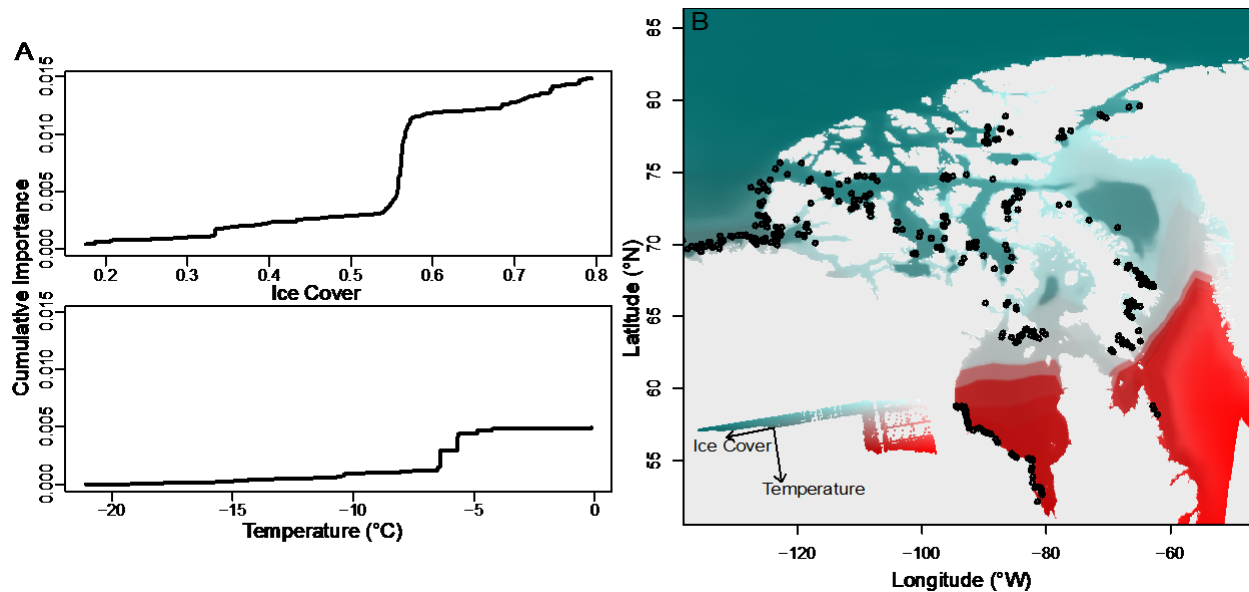 A
Cumulative Importance
0.015
0.010
0.005
0.000
0.2 0.3 0.4 0.5 0.6 0.7 0.8
Ice Cover
0.015
0.010
0.005
0.000
−20 −15 −10 −5 0
Temperature (°C)
B
Latitude (°N)
85
80
75
70
65
60
55
Ice Cover
Temperature
−120 −100 −80 −60
Longitude (°W)